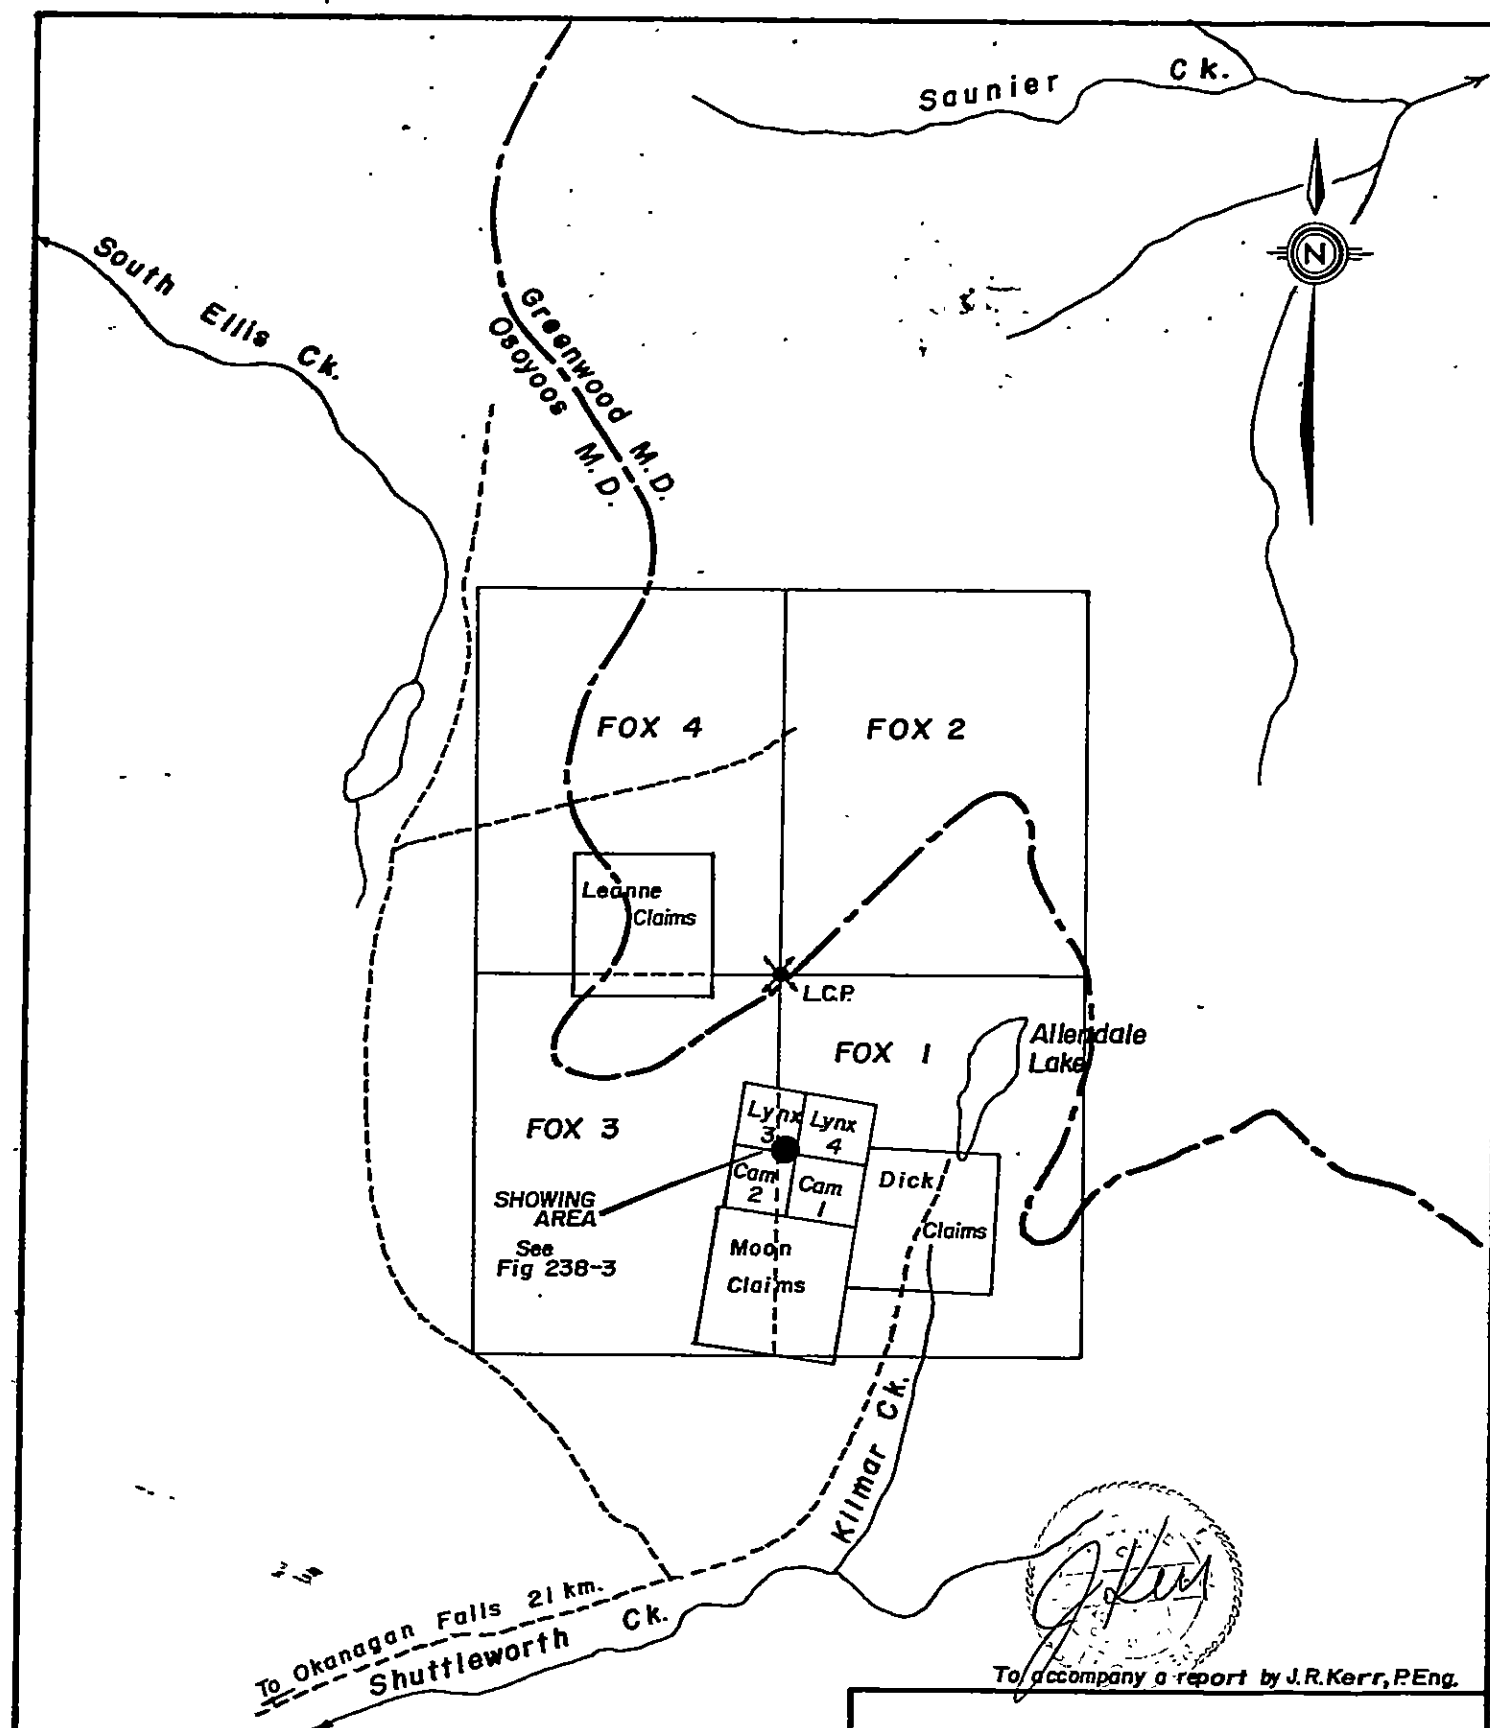 Saunier Ck.
N
South Ellis Ck.
Greenwood M.D.
Osoyoos M.D.
FOX 4
FOX 2
Leanne
Claims
L.C.P.
FOX 1
Allendale
Lake
FOX 3
Lynx
3
Lynx
4
Cam
2
Cam
1
Dick
Claims
SHOWING
AREA
See
Fig 238-3
Moon
Claims
Kilmar Ck.
To Okanagan Falls 21 km.
Shuttleworth Ck.
J Kerr
To accompany a report by J.R. Kerr, P.Eng.